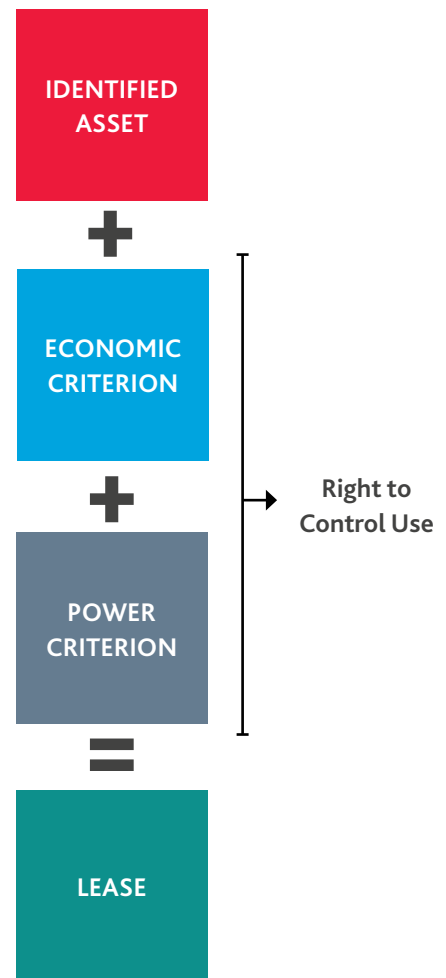 IDENTIFIED
ASSET
+
ECONOMIC
CRITERION
+
Right to
Control Use
POWER
CRITERION
=
LEASE